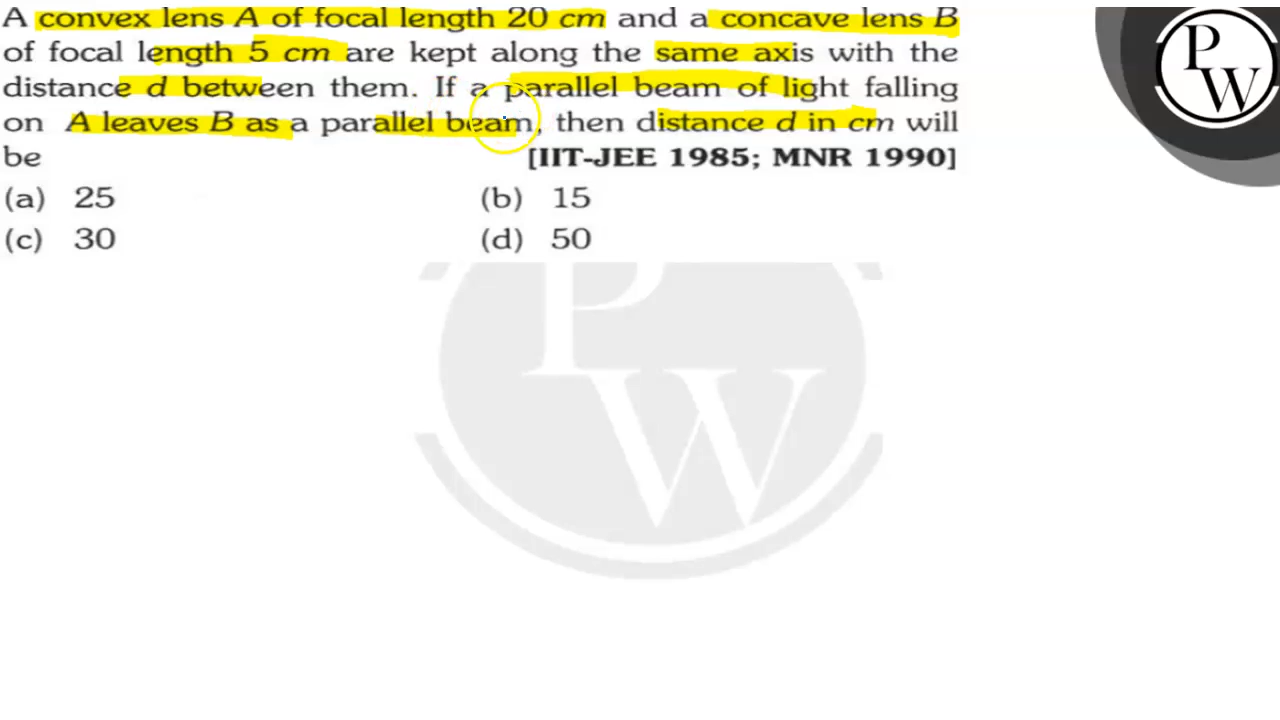 A convex lens A of focal length 20 cm and a concave lens B
of focal length 5 cm are kept along the same axis with the
distance d between them. If a parallel beam of light falling
on A leaves B as a parallel beam, then distance d in cm will
be [IIT-JEE 1985; MNR 1990]
(a) 25 (b) 15
(c) 30 (d) 50
P
W
P
W